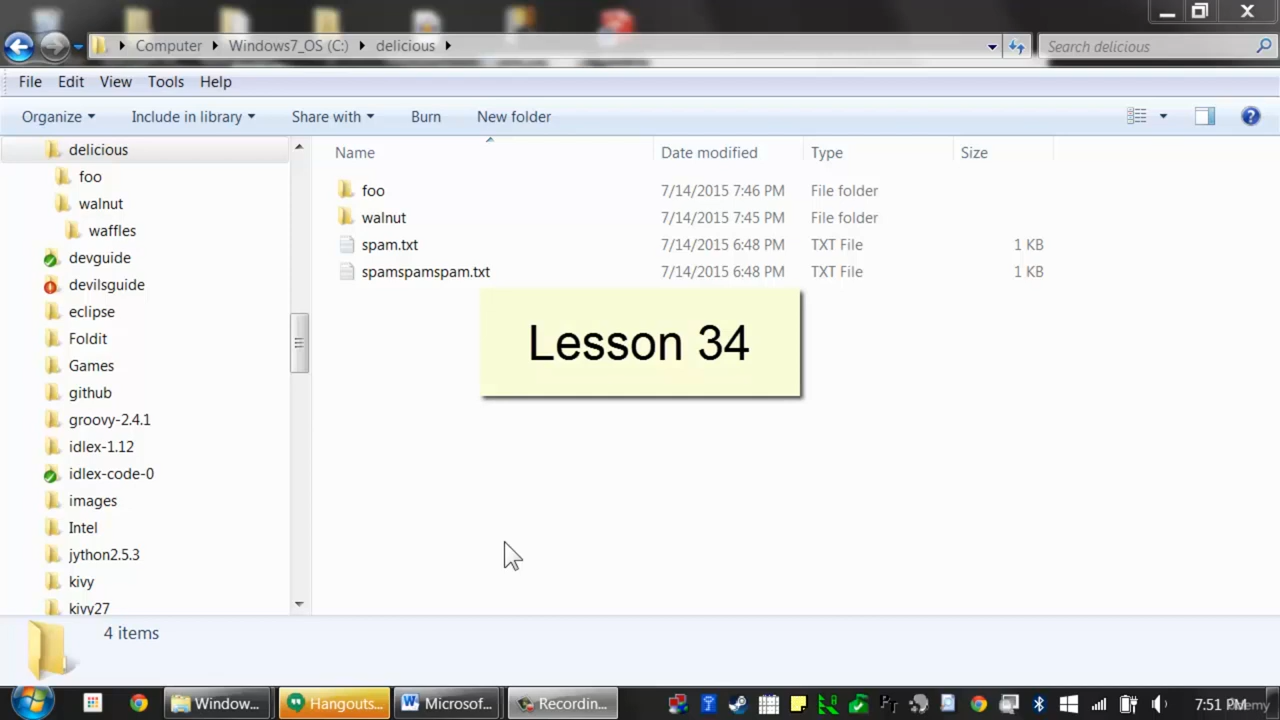 Computer Windows7_OS (C:) delicious
Search delicious
File Edit View Tools Help
Organize Include in library Share with Burn New folder
delicious
foo
walnut
waffles
devguide
devilsguide
eclipse
Foldit
Games
github
groovy-2.4.1
idlex-1.12
idlex-code-0
images
Intel
jython2.5.3
kivy
kivy27
Name Date modified Type Size
foo 7/14/2015 7:46 PM File folder
walnut 7/14/2015 7:45 PM File folder
spam.txt 7/14/2015 6:48 PM TXT File 1 KB
spamspamspam.txt 7/14/2015 6:48 PM TXT File 1 KB
Lesson 34
4 items
Window... Hangouts... Microsof... Recordin...
7:51 PM